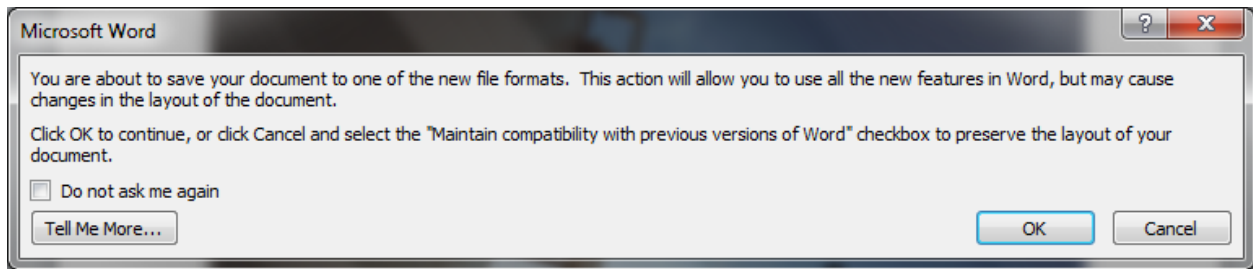 Microsoft Word
You are about to save your document to one of the new file formats.  This action will allow you to use all the new features in Word, but may cause
changes in the layout of the document.
Click OK to continue, or click Cancel and select the "Maintain compatibility with previous versions of Word" checkbox to preserve the layout of your
document.
Do not ask me again
Tell Me More...
OK
Cancel